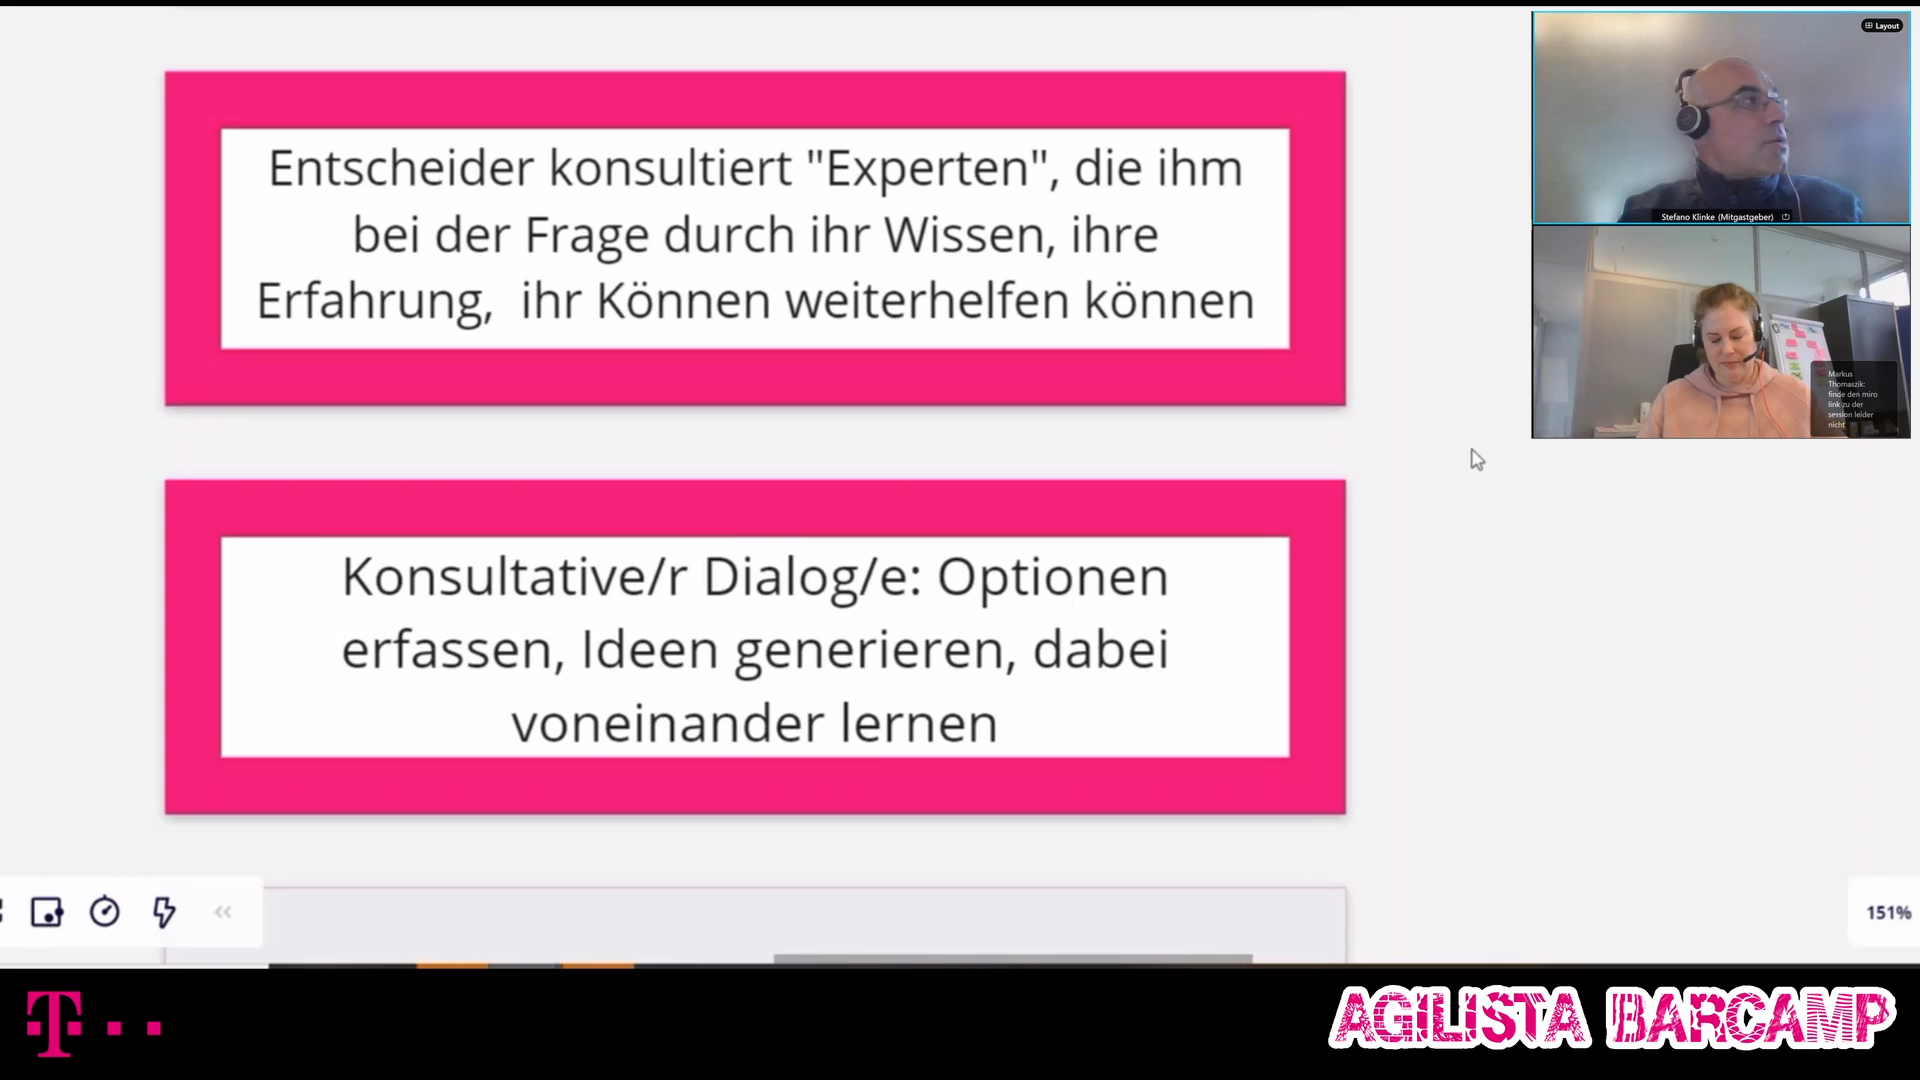 Entscheider konsultiert "Experten", die ihm
bei der Frage durch ihr Wissen, ihre
Erfahrung, ihr Können weiterhelfen können
Konsultative/r Dialog/e: Optionen
erfassen, Ideen generieren, dabei
voneinander lernen
Layout
Stefano Klinke (Mitgastgeber)
Markus
Thomaszik:
finde den miro
link zu der
session leider
nicht
151%
T
AGILISTA BARCAMP